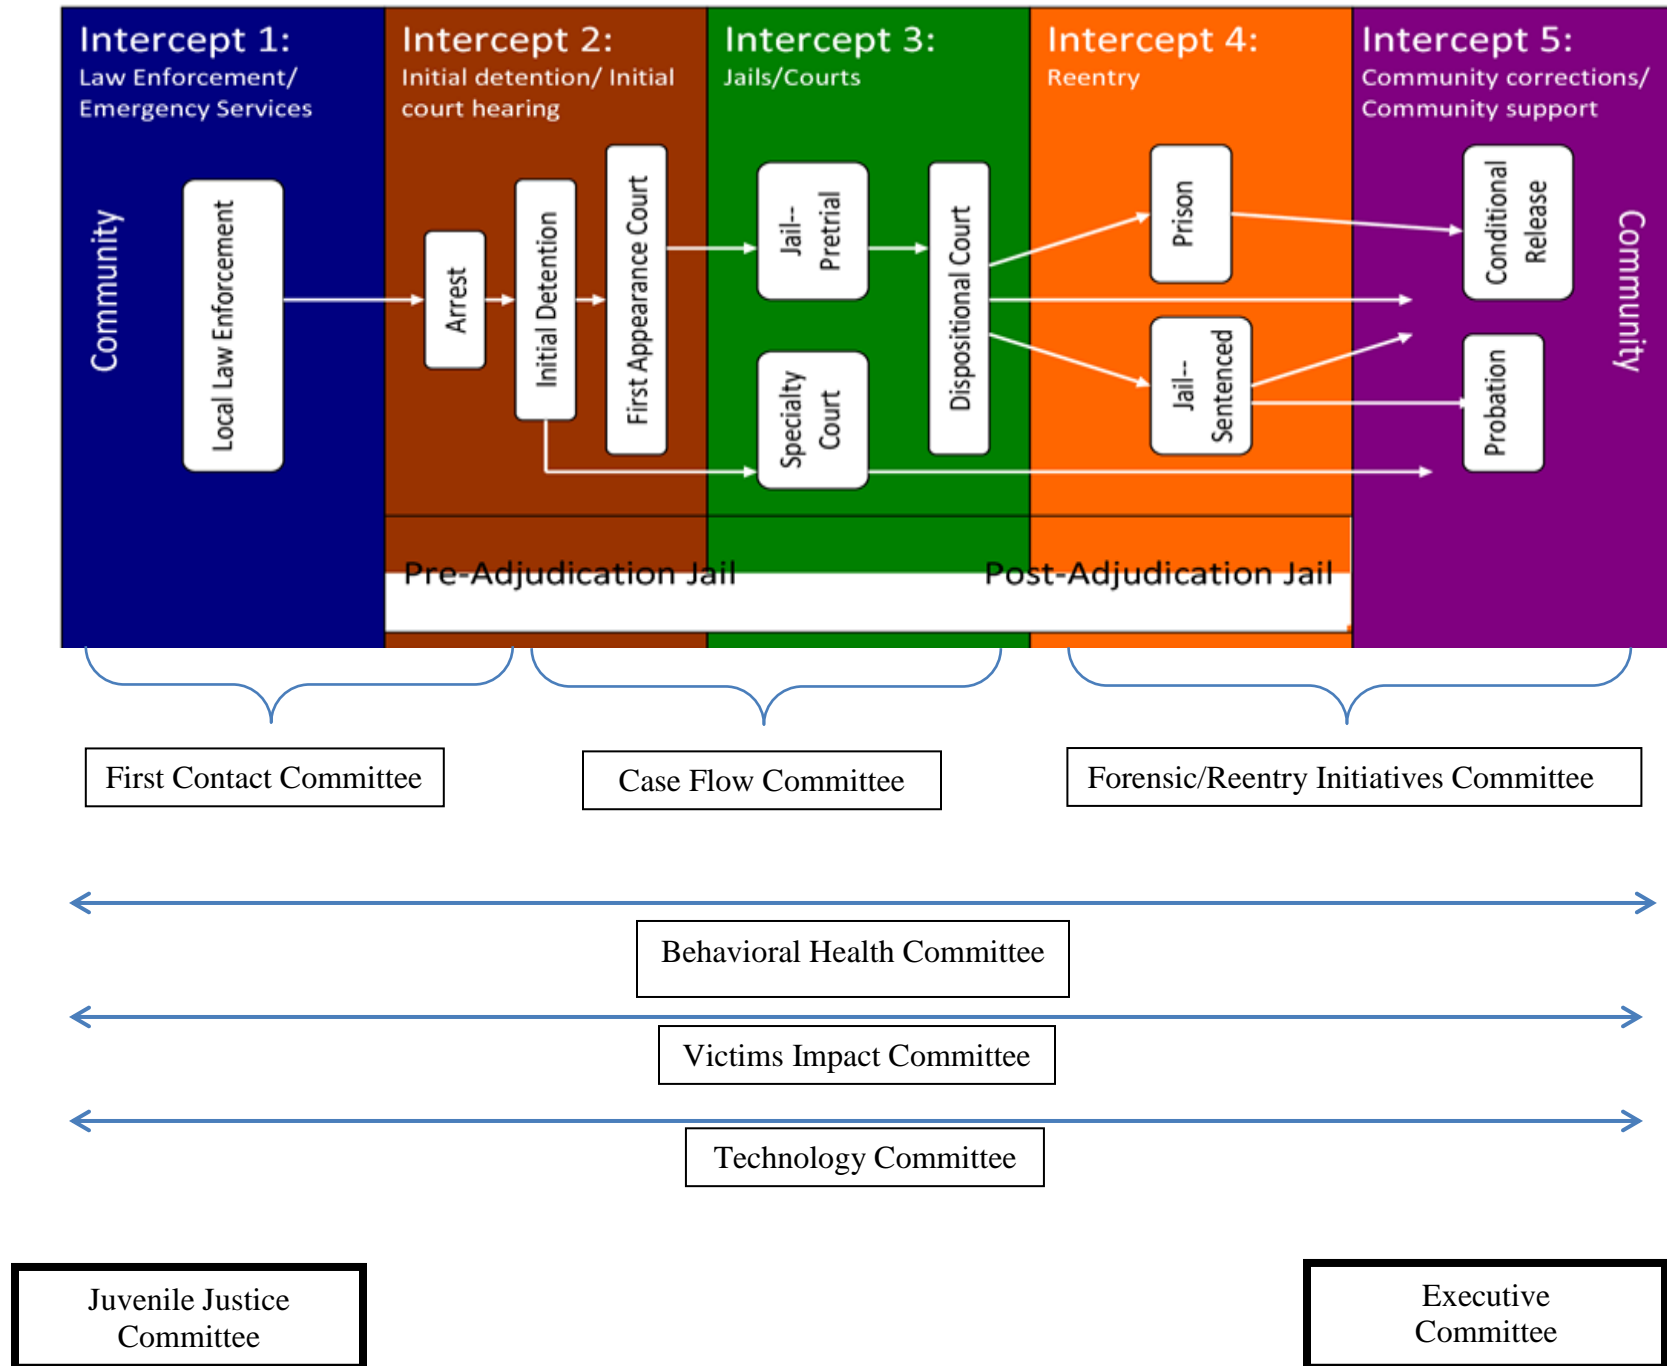 Intercept 1:
Law Enforcement/
Emergency Services
Intercept 2:
Initial detention/ Initial
court hearing
Intercept 3:
Jails/Courts
Intercept 4:
Reentry
Intercept 5:
Community corrections/
Community support
Community
Local Law Enforcement
Arrest
Initial Detention
First Appearance Court
Jail--
Pretrial
Specialty
Court
Dispositional Court
Prison
Jail--
Sentenced
Conditional
Release
Probation
Community
Pre-Adjudication Jail
Post-Adjudication Jail
First Contact Committee
Case Flow Committee
Forensic/Reentry Initiatives Committee
Behavioral Health Committee
Victims Impact Committee
Technology Committee
Juvenile Justice
Committee
Executive
Committee